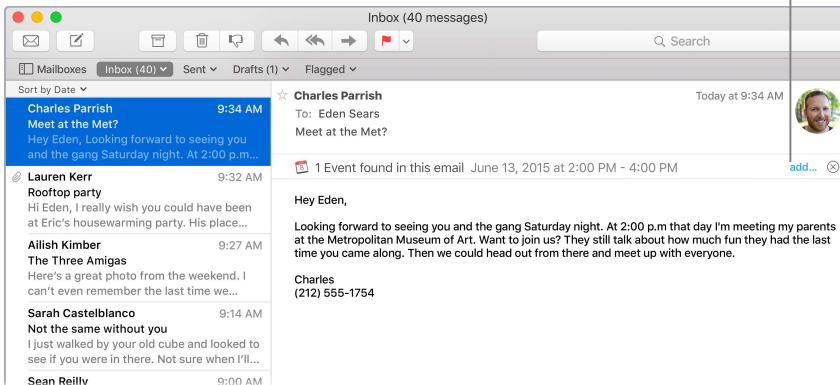 Inbox (40 messages)
Search
Mailboxes Inbox (40) Sent Drafts (1) Flagged
Sort by Date
Charles Parrish 9:34 AM
Meet at the Met?
Hey Eden, Looking forward to seeing you
and the gang Saturday night. At 2:00 p.m...
Lauren Kerr 9:32 AM
Rooftop party
Hi Eden, I really wish you could have been
at Eric's housewarming party. His place...
Ailish Kimber 9:27 AM
The Three Amigas
Here's a great photo from the weekend. I
can't even remember the last time we...
Sarah Castelblanco 9:14 AM
Not the same without you
I just walked by your old cube and looked to
see if you were in there. Not sure when I'll...
Sean Reilly 9:00 AM
Charles Parrish Today at 9:34 AM
To: Eden Sears
Meet at the Met?
1 Event found in this email June 13, 2015 at 2:00 PM - 4:00 PM add...
Hey Eden,
Looking forward to seeing you and the gang Saturday night. At 2:00 p.m that day I'm meeting my parents
at the Metropolitan Museum of Art. Want to join us? They still talk about how much fun they had the last
time you came along. Then we could head out from there and meet up with everyone.
Charles
(212) 555-1754